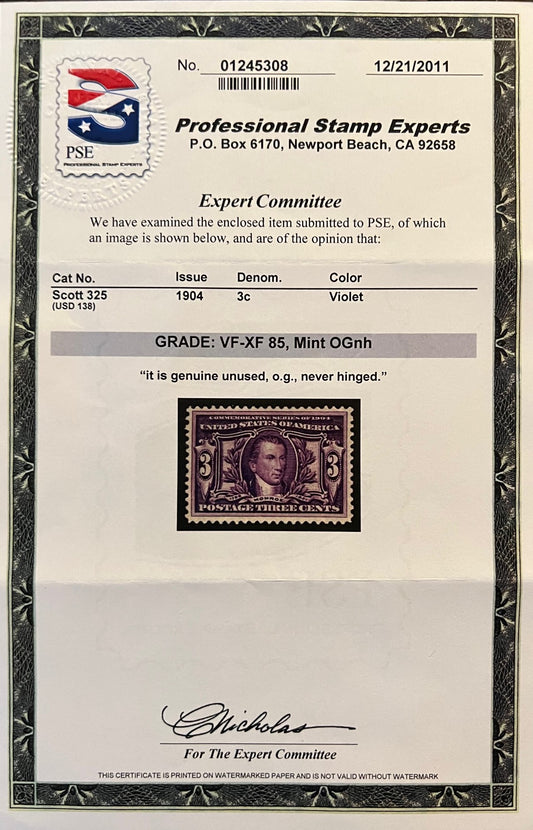 No. 01245308 12/21/2011
PSE
PROFESSIONAL STAMP EXPERTS
EXPERTS
Professional Stamp Experts
P.O. Box 6170, Newport Beach, CA 92658
Expert Committee
We have examined the enclosed item submitted to PSE, of which
an image is shown below, and are of the opinion that:
Cat No. Issue Denom. Color
Scott 325 1904 3c Violet
(USD 138)
GRADE: VF-XF 85, Mint OGnh
“it is genuine unused, o.g., never hinged.”
COMMEMORATIVE SERIES OF 1904
UNITED STATES OF AMERICA
3 3
MONROE
POSTAGE THREE CENTS
CNicholas
For The Expert Committee
THIS CERTIFICATE IS PRINTED ON WATERMARKED PAPER AND IS NOT VALID WITHOUT WATERMARK